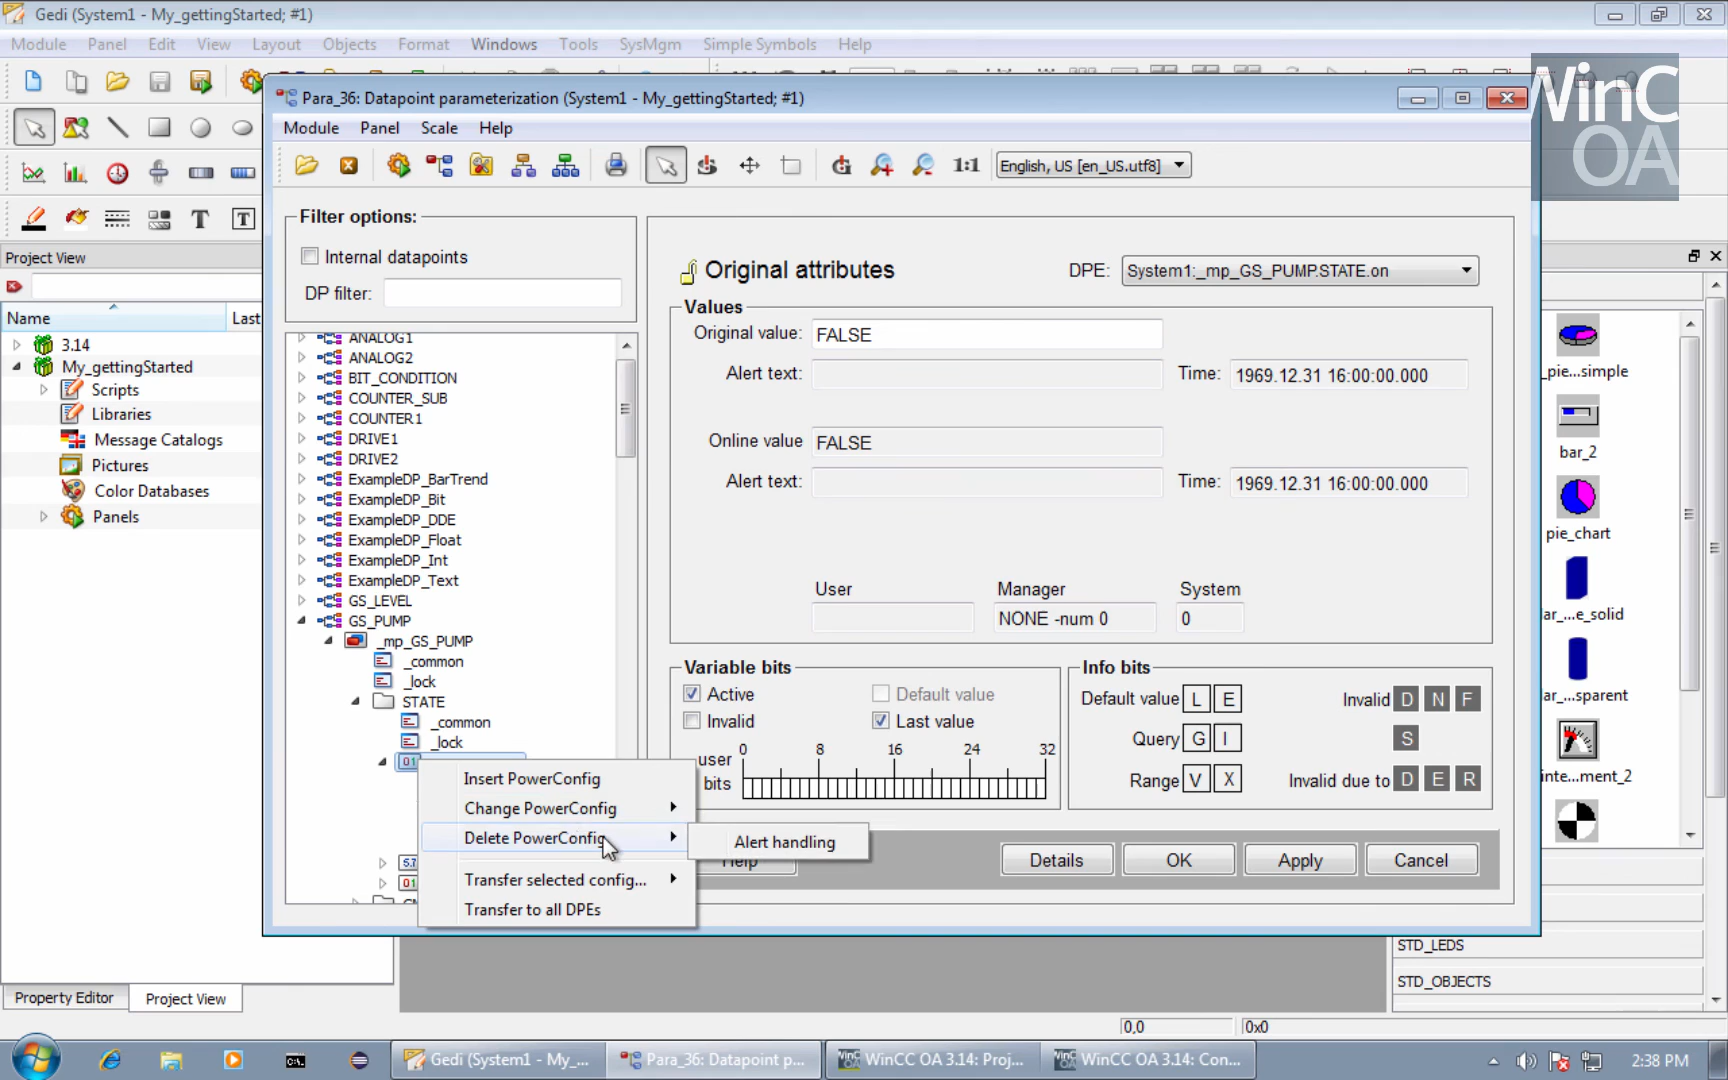 Gedi (System1 - My_gettingStarted; #1)
Module Panel Edit View Layout Objects Format Windows Tools SysMgm Simple Symbols Help
WinC
OA
Para_36: Datapoint parameterization (System1 - My_gettingStarted; #1)
Module Panel Scale Help
1:1
English, US [en_US.utf8]
Project View
Name Last
3.14
My_gettingStarted
Scripts
Libraries
Message Catalogs
Pictures
Color Databases
Panels
Filter options:
Internal datapoints
DP filter:
ANALOG1
ANALOG2
BIT_CONDITION
COUNTER_SUB
COUNTER1
DRIVE1
DRIVE2
ExampleDP_BarTrend
ExampleDP_Bit
ExampleDP_DDE
ExampleDP_Float
ExampleDP_Int
ExampleDP_Text
GS_LEVEL
GS_PUMP
_mp_GS_PUMP
_common
_lock
STATE
_common
_lock
01
5.7
01
Insert PowerConfig
Change PowerConfig
Delete PowerConfig
Transfer selected config...
Transfer to all DPEs
Alert handling
Original attributes
DPE: System1:_mp_GS_PUMP.STATE.on
Values
Original value: FALSE
Alert text: Time: 1969.12.31 16:00:00.000
Online value FALSE
Alert text: Time: 1969.12.31 16:00:00.000
User Manager System
NONE -num 0 0
Variable bits
Active Default value
Invalid Last value
0 8 16 24 32
user
bits
Info bits
Default value L E Invalid D N F
Query G I S
Range V X Invalid due to D E R
Help Details OK Apply Cancel
_pie...simple
bar_2
pie_chart
ar_...e_solid
ar_...sparent
inte...ment_2
STD_LEDS
STD_OBJECTS
Property Editor Project View
0,0 0x0
Gedi (System1 - My_... Para_36: Datapoint p... WinCC OA 3.14: Proj... WinCC OA 3.14: Con... 2:38 PM